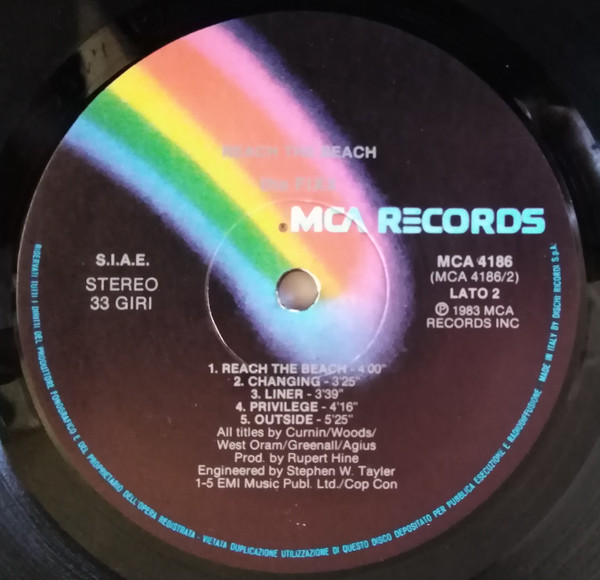 REACH THE BEACH
the FIXX
®MCA RECORDS
S.I.A.E.
STEREO
33 GIRI
MCA 4186
(MCA 4186/2)
LATO 2
℗ 1983 MCA
RECORDS INC
1. REACH THE BEACH - 4'00"
2. CHANGING - 3'25"
3. LINER - 3'39"
4. PRIVILEGE - 4'16"
5. OUTSIDE - 5'25"
All titles by Curnin/Woods/
West Oram/Greenall/Agius
Prod. by Rupert Hine
Engineered by Stephen W. Tayler
1-5 EMI Music Publ. Ltd./Cop Con
RISERVATI TUTTI I DIRITTI DEL PRODUTTORE FONOGRAFICO E DEL PROPRIETARIO DELL'OPERA REGISTRATA - VIETATA DUPLICAZIONE UTILIZZAZIONE DI QUESTO DISCO DEPOSITATO PER PUBBLICA ESECUZIONE E RADIODIFFUSIONE. MADE IN ITALY BY DISCHI RICORDI S.p.A.